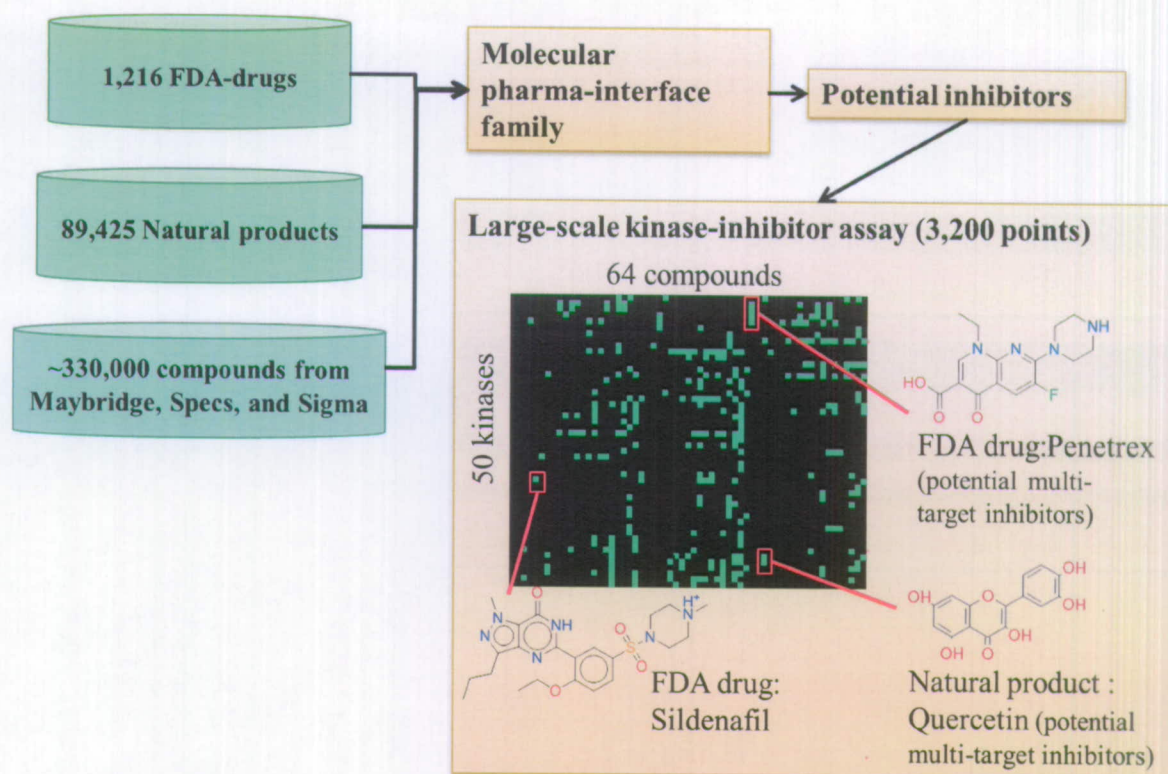 1,216 FDA-drugs
89,425 Natural products
~330,000 compounds from
Maybridge, Specs, and Sigma
Molecular
pharma-interface
family
Potential inhibitors
Large-scale kinase-inhibitor assay (3,200 points)
64 compounds
50 kinases
NH
N
N
N
HO
O
O
F
FDA drug:Penetrex
(potential multi-
target inhibitors)
O
N
N
NH
N
O
S
O
N
H+
N
O
FDA drug:
Sildenafil
OH
OH
HO
O
OH
OH
O
Natural product :
Quercetin (potential
multi-target inhibitors)